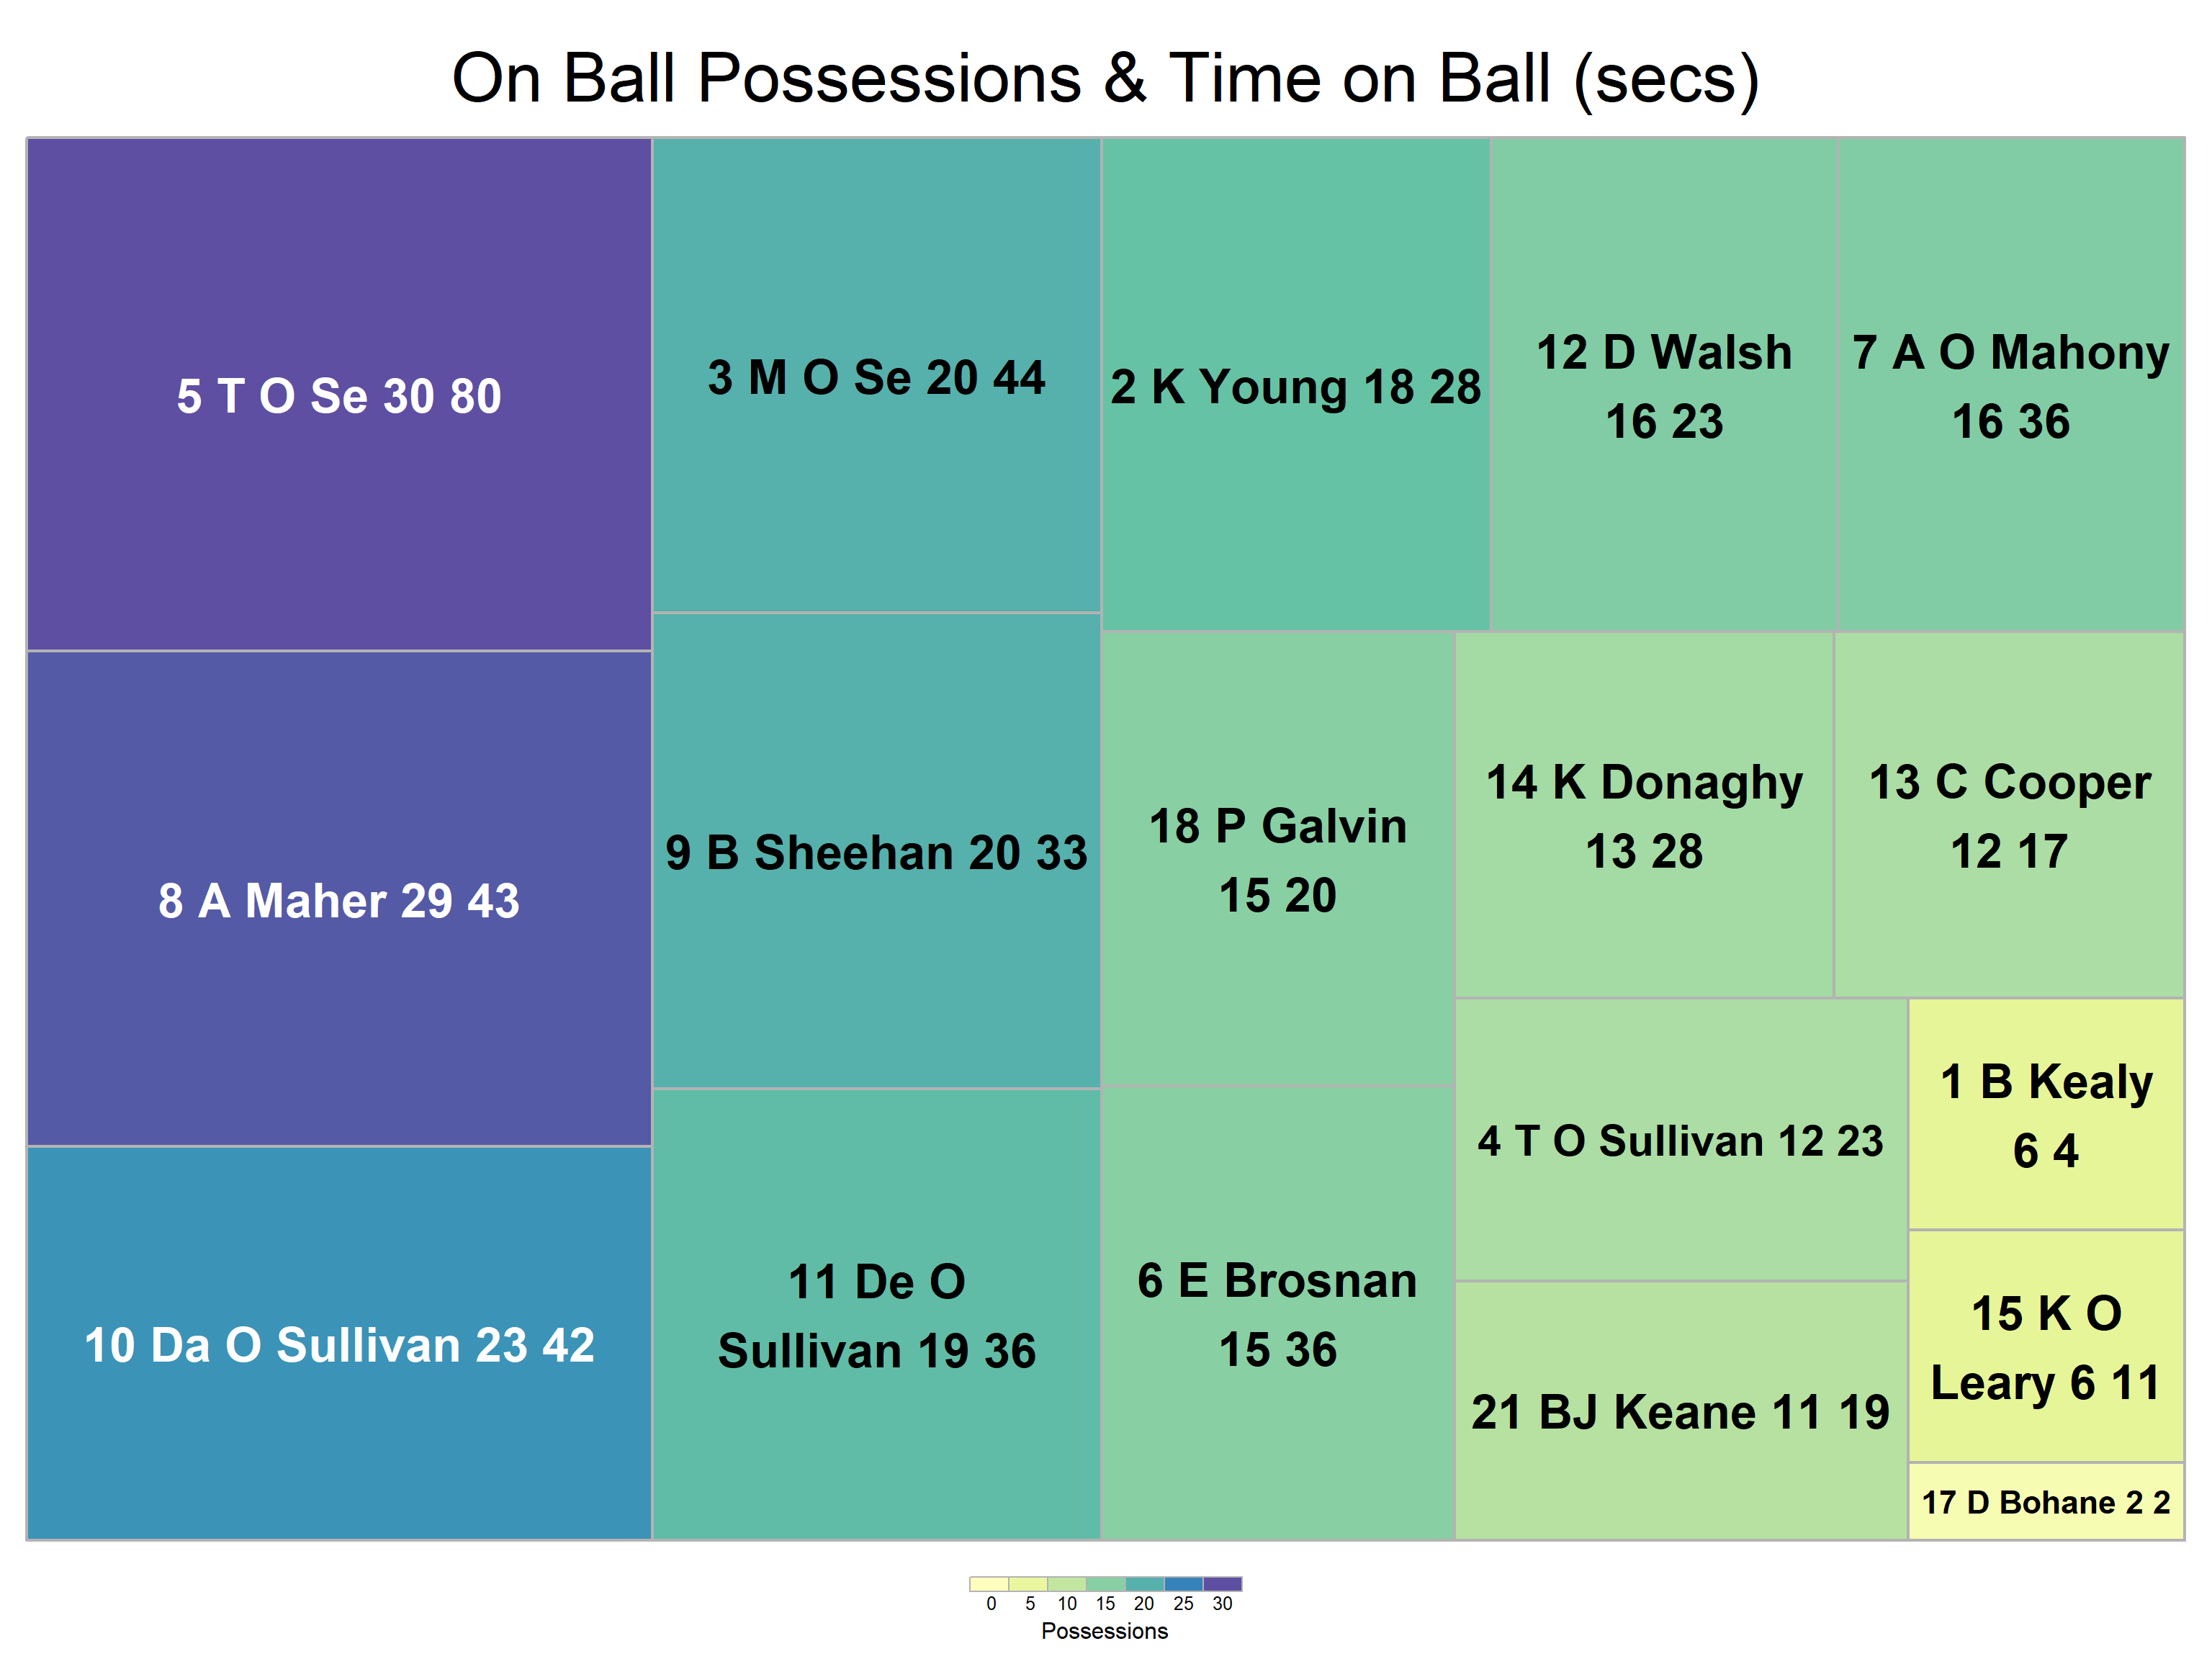 On Ball Possessions & Time on Ball (secs)
5 T O Se 30 80
8 A Maher 29 43
10 Da O Sullivan 23 42
3 M O Se 20 44
9 B Sheehan 20 33
11 De O
Sullivan 19 36
2 K Young 18 28
12 D Walsh
16 23
7 A O Mahony
16 36
18 P Galvin
15 20
6 E Brosnan
15 36
14 K Donaghy
13 28
13 C Cooper
12 17
4 T O Sullivan 12 23
21 BJ Keane 11 19
1 B Kealy
6 4
15 K O
Leary 6 11
17 D Bohane 2 2
0 5 10 15 20 25 30
Possessions